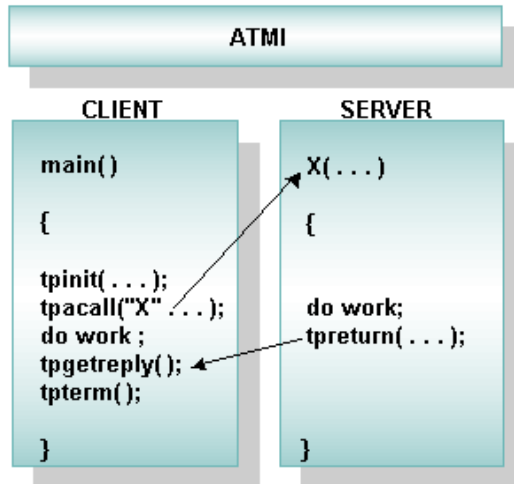 ATMI
CLIENT
main()
{
tpinit(...);
tpacall("X" ...);
do work ;
tpgetreply();
tpterm();
}
SERVER
X(...)
{
do work;
tpreturn(...);
}